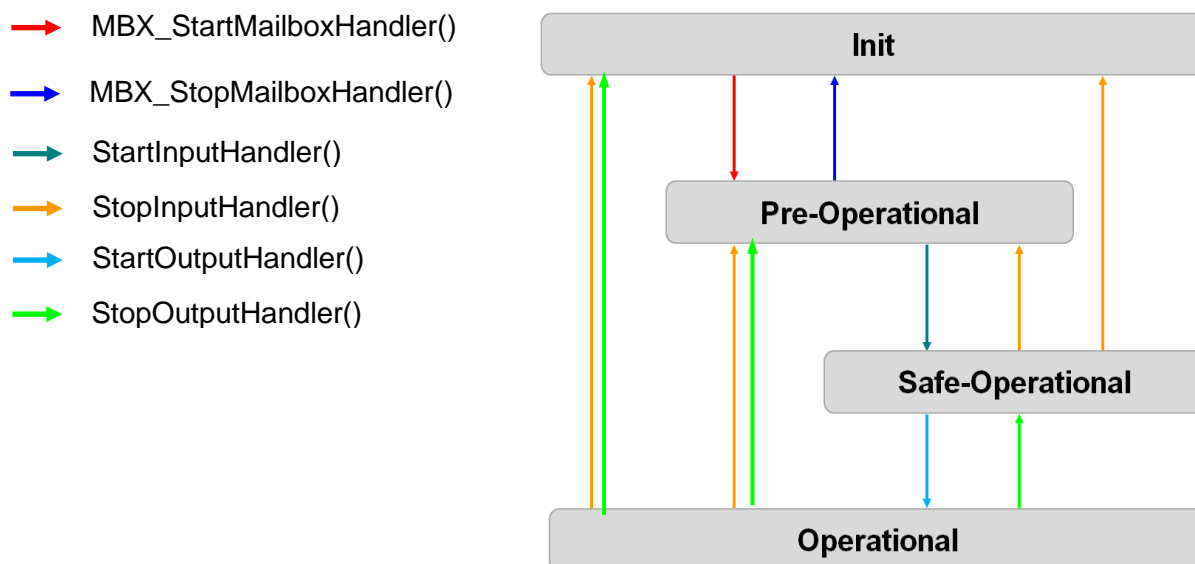 MBX_StartMailboxHandler()
MBX_StopMailboxHandler()
StartInputHandler()
StopInputHandler()
StartOutputHandler()
StopOutputHandler()
Init
Pre-Operational
Safe-Operational
Operational